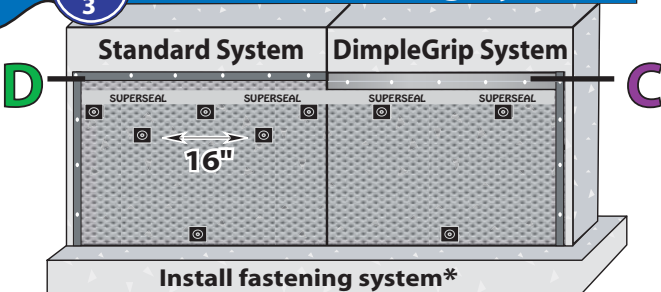 3
Standard System DimpleGrip System
D C
SUPERSEAL SUPERSEAL SUPERSEAL SUPERSEAL
16"
Install fastening system*